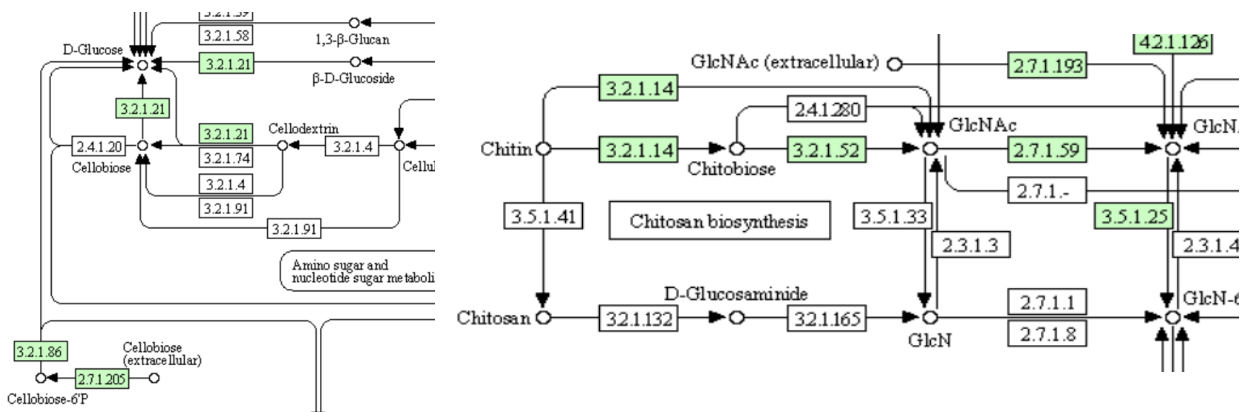 3.2.1.58
1,3-β-Glucan
D-Glucose
3.2.1.21
β-D-Glucoside
3.2.1.21
3.2.1.21
Cellodextrin
2.4.1.20
3.2.1.74
3.2.1.4
Cellobiose
3.2.1.4
3.2.1.91
3.2.1.91
Amino sugar and
nucleotide sugar metaboli
3.2.1.86
Cellobiose
(extracellular)
2.7.1.205
Cellobiose-6'P
4.2.1.126
GlcNAc (extracellular)
2.7.1.193
3.2.1.14
2.4.1.280
GlcNAc
Chitin
3.2.1.14
3.2.1.52
2.7.1.59
Chitobiose
2.7.1.-
3.5.1.41
Chitosan biosynthesis
3.5.1.33
3.5.1.25
2.3.1.3
2.3.1.4
D-Glucosaminide
2.7.1.1
GlcN-6
Chitosan
3.2.1.132
3.2.1.165
2.7.1.8
GlcN